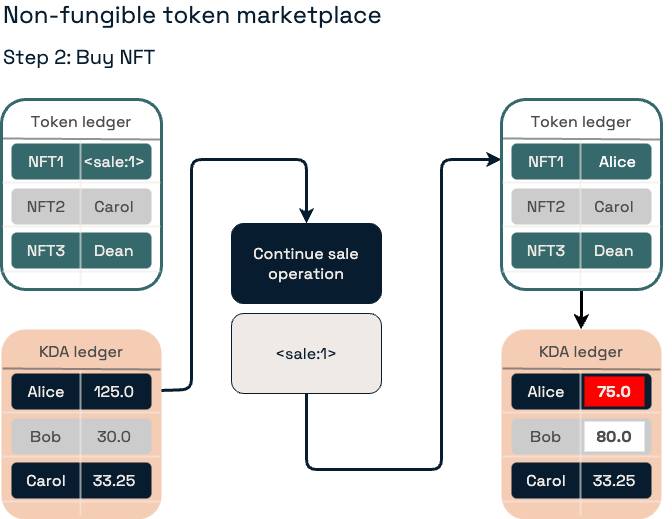 Non-fungible token marketplace
Step 2: Buy NFT
Token ledger
NFT1 <sale:1>
NFT2 Carol
NFT3 Dean
KDA ledger
Alice 125.0
Bob 30.0
Carol 33.25
Continue sale
operation
<sale:1>
Token ledger
NFT1 Alice
NFT2 Carol
NFT3 Dean
KDA ledger
Alice 75.0
Bob 80.0
Carol 33.25